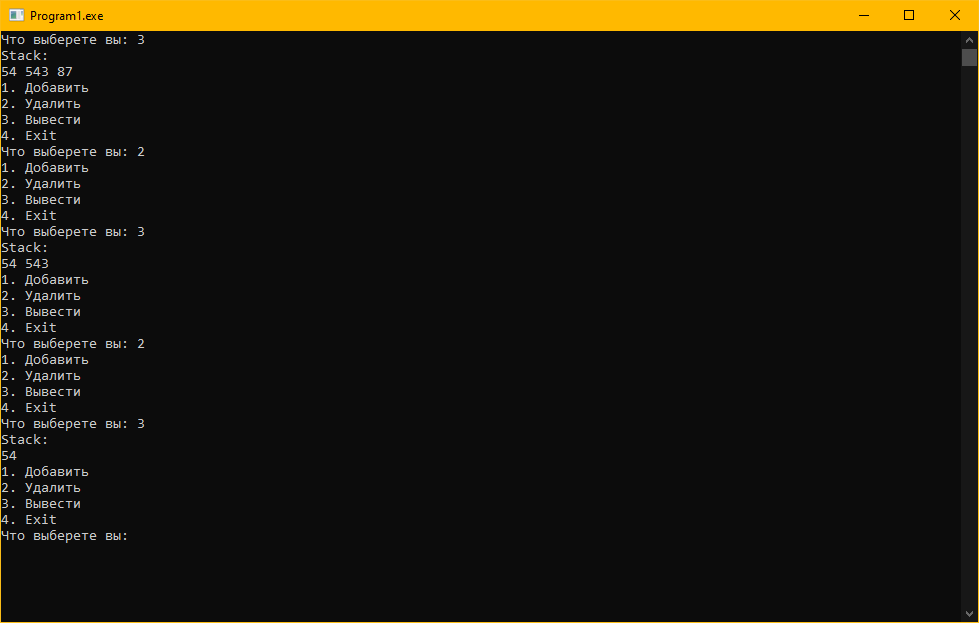 Program1.exe
Что выберете вы: 3
Stack:
54 543 87
1. Добавить
2. Удалить
3. Вывести
4. Exit
Что выберете вы: 2
1. Добавить
2. Удалить
3. Вывести
4. Exit
Что выберете вы: 3
Stack:
54 543
1. Добавить
2. Удалить
3. Вывести
4. Exit
Что выберете вы: 2
1. Добавить
2. Удалить
3. Вывести
4. Exit
Что выберете вы: 3
Stack:
54
1. Добавить
2. Удалить
3. Вывести
4. Exit
Что выберете вы: